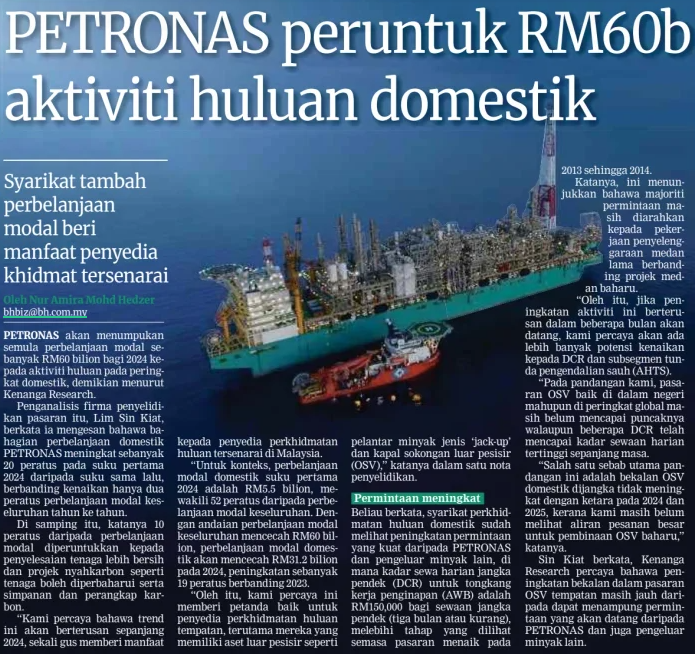 PETRONAS peruntuk RM60b
aktiviti huluan domestik
Syarikat tambah
perbelanjaan
modal beri
manfaat penyedia
khidmat tersenarai
Oleh Nur Amira Mohd Hedzer
bhbiz@bh.com.my
PETRONAS akan menumpukan
semula perbelanjaan modal se-
banyak RM60 bilion bagi 2024 ke-
pada aktiviti huluan pada pering-
kat domestik, demikian menurut
Kenanga Research.
Penganalisis firma penyelidi-
kan pasaran itu, Lim Sin Kiat,
berkata ia mengesan bahawa ba-
hagian perbelanjaan domestik
PETRONAS meningkat sebanyak
20 peratus pada suku pertama
2024 daripada suku sama lalu,
berbanding kenaikan hanya dua
peratus perbelanjaan modal kes-
eluruhan tahun ke tahun.
Di samping itu, katanya 10
peratus daripada perbelanjaan
modal diperuntukkan kepada
penyelesaian tenaga lebih bersih
dan projek nyahkarbon seperti
tenaga boleh diperbaharui serta
simpanan dan perangkap kar-
bon.
“Kami percaya bahawa trend
ini akan berterusan sepanjang
2024, sekali gus memberi manfaat
kepada penyedia perkhidmatan
huluan tersenarai di Malaysia.
“Untuk konteks, perbelanjaan
modal domestik suku pertama
2024 adalah RM5.5 bilion, me-
wakili 52 peratus daripada perbe-
lanjaan modal keseluruhan. Den-
gan andaian perbelanjaan modal
keseluruhan mencecah RM60 bil-
ion, perbelanjaan modal domes-
tik akan mencecah RM31.2 bilion
pada 2024, peningkatan sebanyak
19 peratus berbanding 2023.
“Oleh itu, kami percaya ini
memberi petanda baik untuk
penyedia perkhidmatan huluan
tempatan, terutama mereka yang
memiliki aset luar pesisir seperti
pelantar minyak jenis ‘jack-up’
dan kapal sokongan luar pesisir
(OSV),” katanya dalam satu nota
penyelidikan.
Permintaan meningkat
Beliau berkata, syarikat perkhid-
matan huluan domestik sudah
melihat peningkatan permintaan
yang kuat daripada PETRONAS
dan pengeluar minyak lain, di
mana kadar sewa harian jangka
pendek (DCR) untuk tongkang
kerja penginapan (AWB) adalah
RM150,000 bagi sewaan jangka
pendek (tiga bulan atau kurang),
melebihi tahap yang dilihat
semasa pasaran menaik pada
2013 sehingga 2014.
Katanya, ini menun-
jukkan bahawa majoriti
permintaan ma-
sih diarahkan
kepada peker-
jaan penyeleng-
garaan medan
lama berband-
ing projek med-
an baharu.
“Oleh itu, jika pen-
ingkatan aktiviti ini berteru-
san dalam beberapa bulan akan
datang, kami percaya akan ada
lebih banyak potensi kenaikan
kepada DCR dan subsegmen tun-
da pengendalian sauh (AHTS).
“Pada pandangan kami, pasa-
ran OSV baik di dalam negeri
mahupun di peringkat global ma-
sih belum mencapai puncaknya
walaupun beberapa DCR telah
mencapai kadar sewaan harian
tertinggi sepanjang masa.
“Salah satu sebab utama pan-
dangan ini adalah bekalan OSV
domestik dijangka tidak mening-
kat dengan ketara pada 2024 dan
2025, kerana kami masih belum
melihat aliran pesanan besar
untuk pembinaan OSV baharu,”
katanya.
Sin Kiat berkata, Kenanga
Research percaya bahawa pen-
ingkatan bekalan dalam pasaran
OSV tempatan masih jauh dari-
pada dapat menampung permin-
taan yang akan datang daripada
PETRONAS dan juga pengeluar
minyak lain.